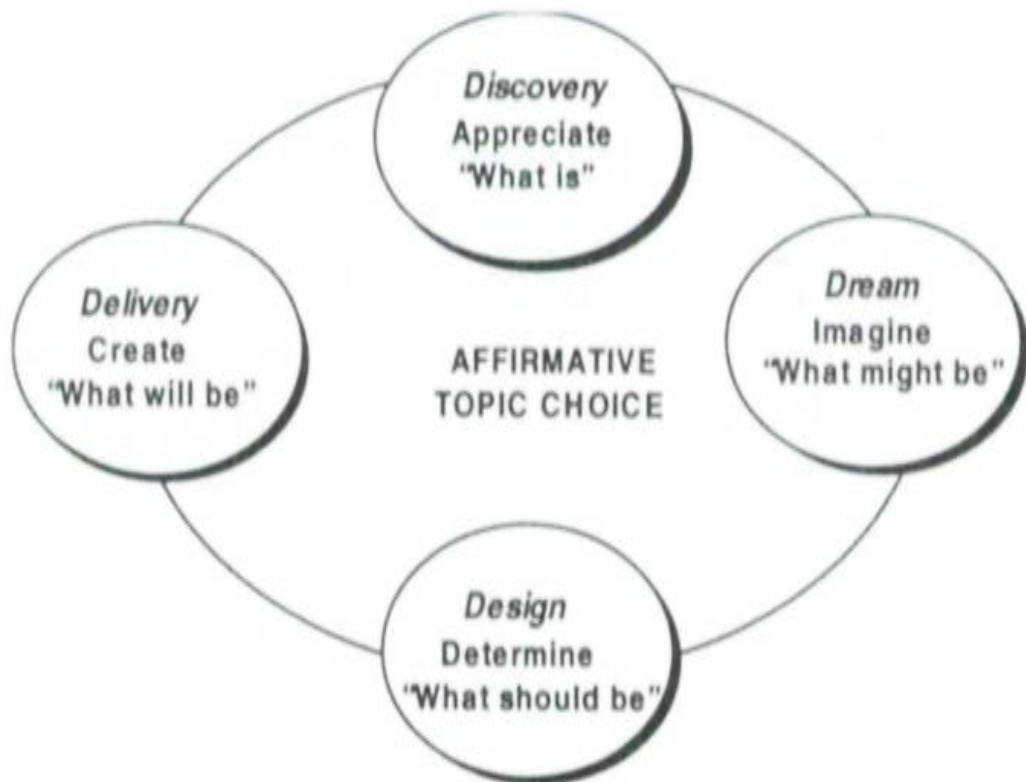 Discovery
Appreciate
"What is"
Dream
Imagine
"What might be"
Design
Determine
"What should be"
Delivery
Create
"What will be"
AFFIRMATIVE
TOPIC CHOICE